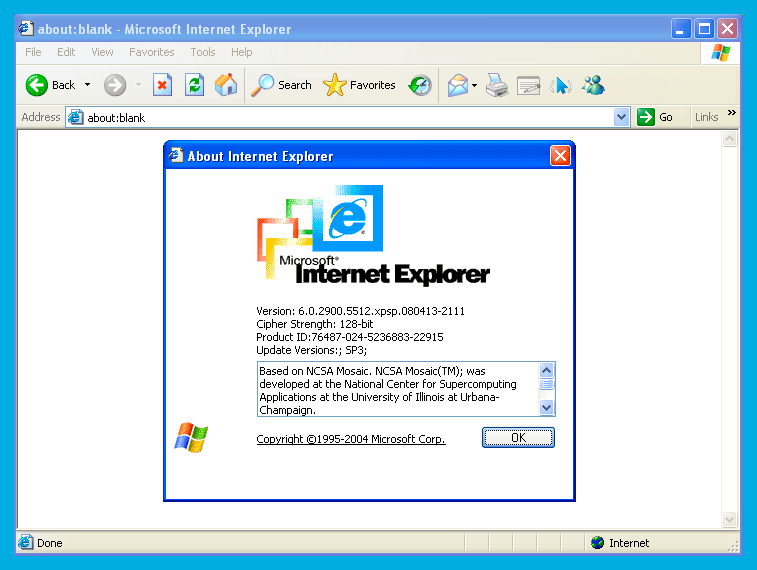 about:blank - Microsoft Internet Explorer
File Edit View Favorites Tools Help
Back Search Favorites
Address about:blank Go Links »
About Internet Explorer
Microsoft®
Internet Explorer
Version: 6.0.2900.5512.xpsp.080413-2111
Cipher Strength: 128-bit
Product ID:76487-024-5236883-22915
Update Versions:; SP3;
Based on NCSA Mosaic. NCSA Mosaic(TM); was
developed at the National Center for Supercomputing
Applications at the University of Illinois at Urbana-
Champaign.
Copyright ©1995-2004 Microsoft Corp. OK
Done Internet